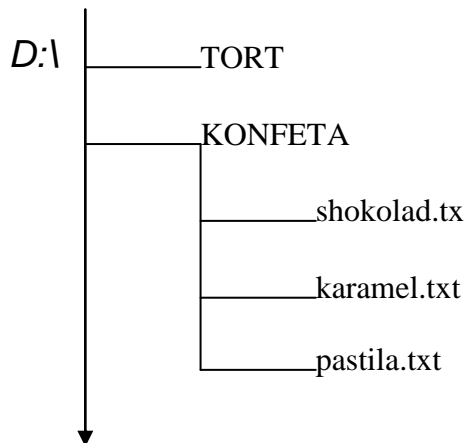 D:\
TORT
KONFETA
shokolad.tx
karamel.txt
pastila.txt